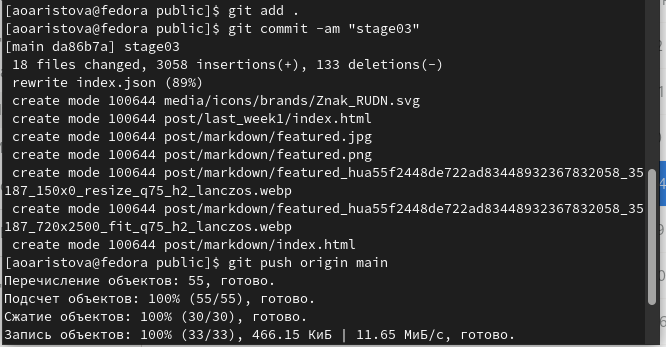 [aoaristova@fedora public]$ git add .
[aoaristova@fedora public]$ git commit -am "stage03"
[main da86b7a] stage03
 18 files changed, 3058 insertions(+), 133 deletions(-)
 rewrite index.json (89%)
 create mode 100644 media/icons/brands/Znak_RUDN.svg
 create mode 100644 post/last_week1/index.html
 create mode 100644 post/markdown/featured.jpg
 create mode 100644 post/markdown/featured.png
 create mode 100644 post/markdown/featured_hua55f2448de722ad83448932367832058_35
187_150x0_resize_q75_h2_lanczos.webp
 create mode 100644 post/markdown/featured_hua55f2448de722ad83448932367832058_35
187_720x2500_fit_q75_h2_lanczos.webp
 create mode 100644 post/markdown/index.html
[aoaristova@fedora public]$ git push origin main
Перечисление объектов: 55, готово.
Подсчет объектов: 100% (55/55), готово.
Сжатие объектов: 100% (30/30), готово.
Запись объектов: 100% (33/33), 466.15 КиБ | 11.65 МиБ/с, готово.